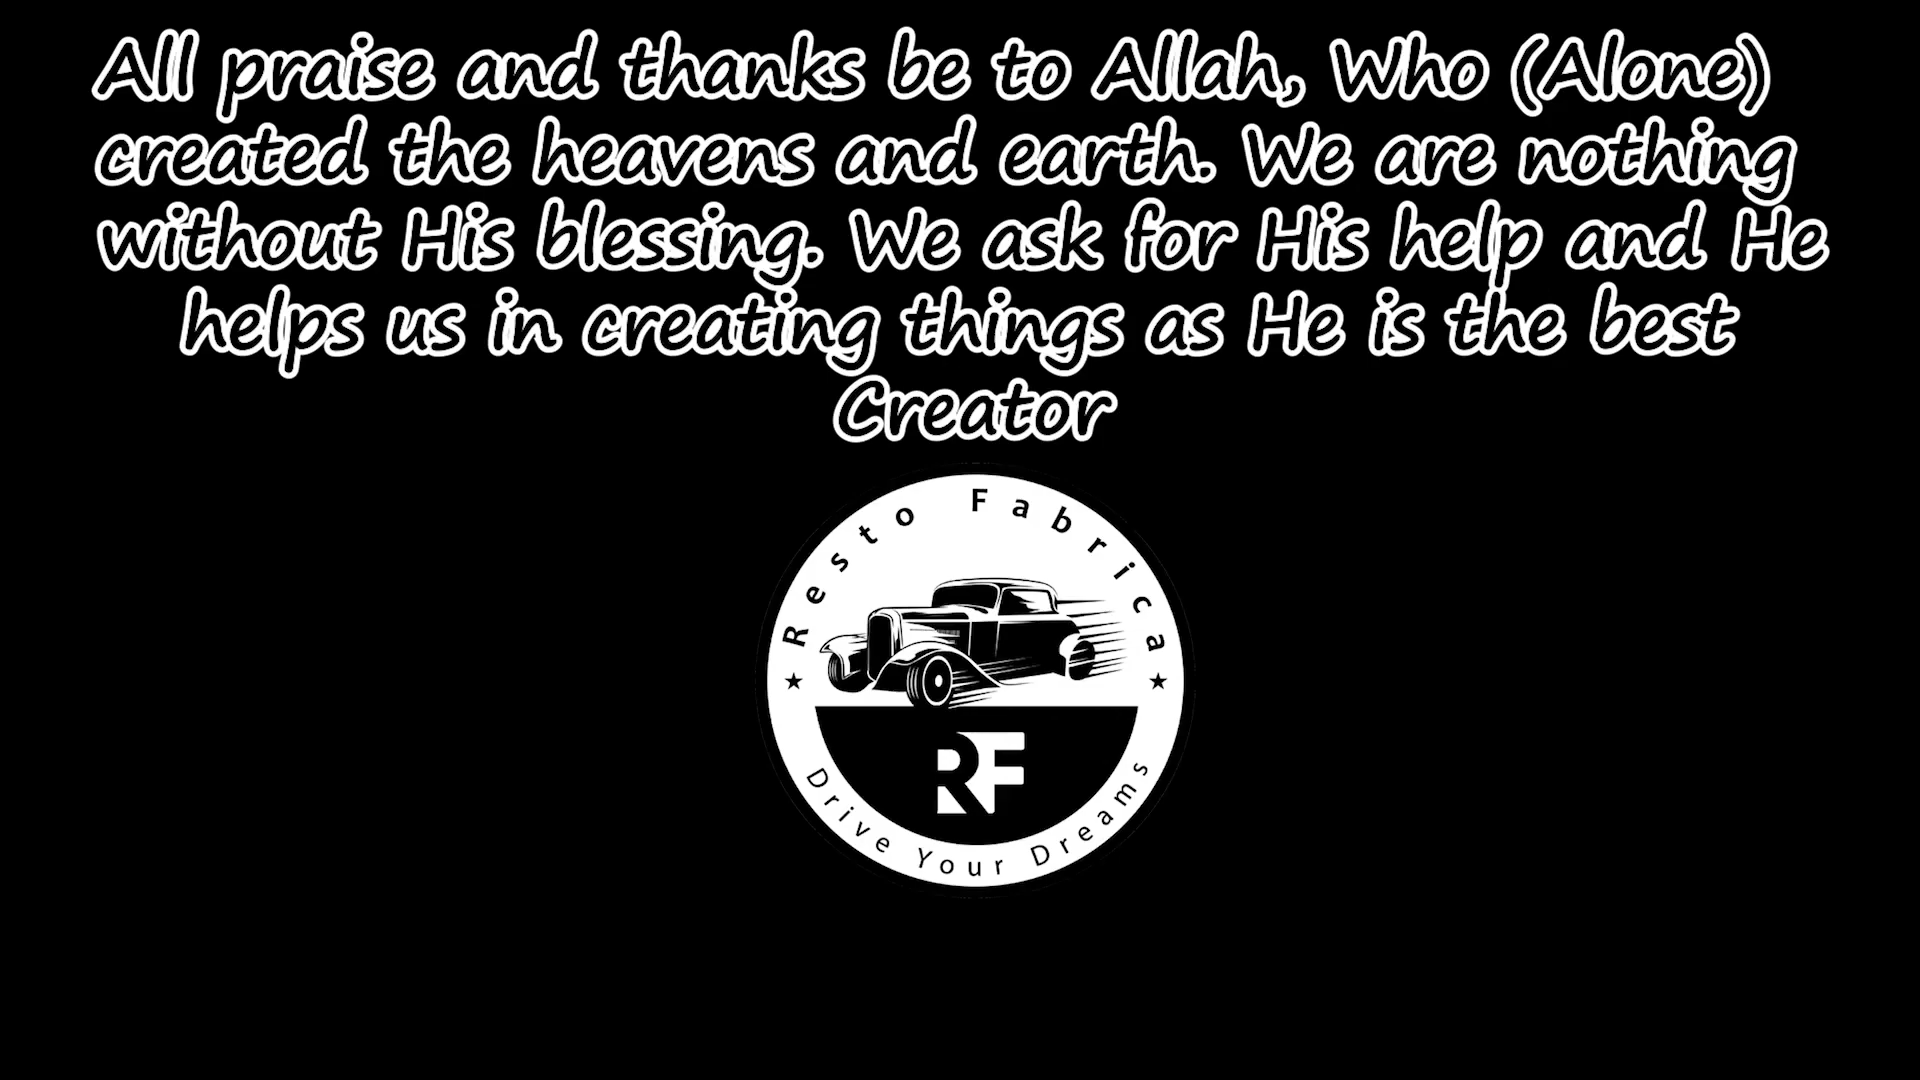 All praise and thanks be to Allah, Who (Alone)
created the heavens and earth. We are nothing
without His blessing. We ask for His help and He
helps us in creating things as He is the best
Creator
Resto Fabrica
RF
Drive Your Dreams